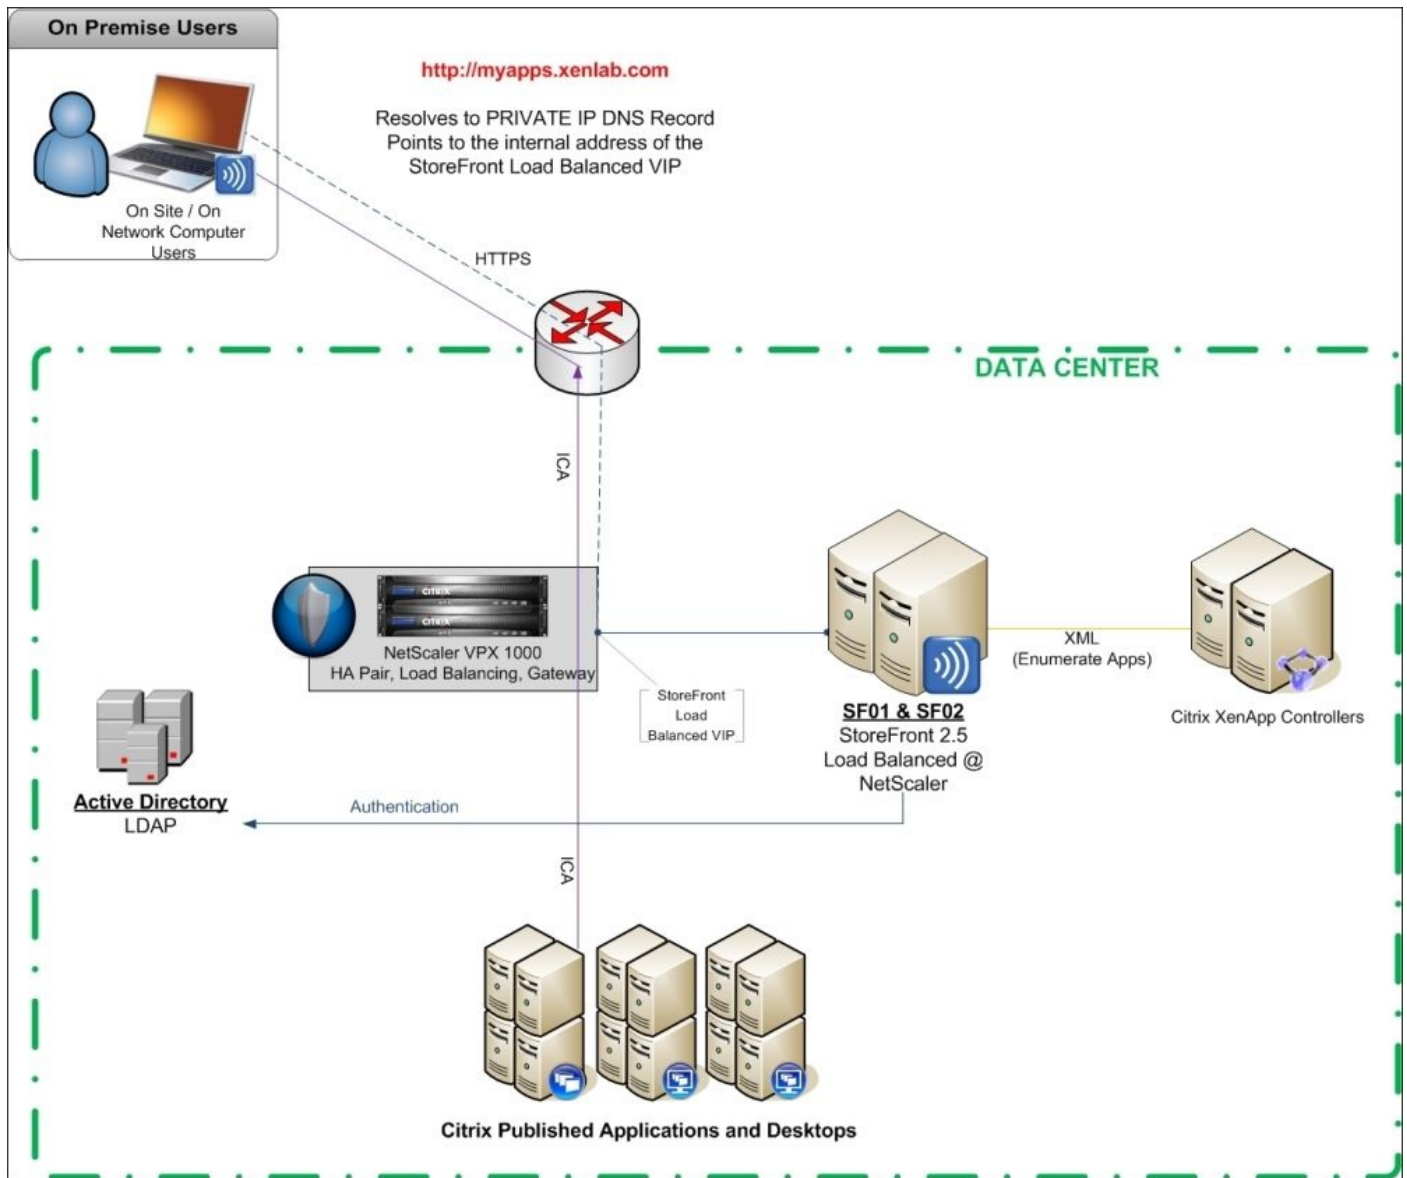 On Premise Users
http://myapps.xenlab.com
Resolves to PRIVATE IP DNS Record
Points to the internal address of the
StoreFront Load Balanced VIP
On Site / On
Network Computer
Users
HTTPS
DATA CENTER
ICA
CITRIX
CITRIX
NetScaler VPX 1000
HA Pair, Load Balancing, Gateway
StoreFront
Load
Balanced VIP
XML
(Enumerate Apps)
SF01 & SF02
StoreFront 2.5
Load Balanced @
NetScaler
Citrix XenApp Controllers
Active Directory
LDAP
Authentication
ICA
Citrix Published Applications and Desktops